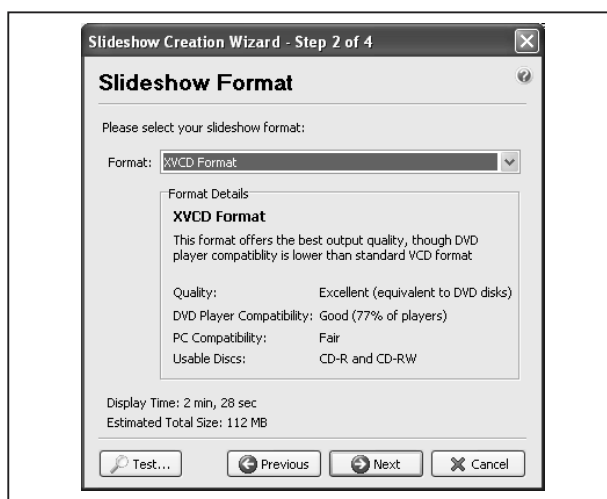 Slideshow Creation Wizard - Step 2 of 4
Slideshow Format
Please select your slideshow format:
Format: XVCD Format
Format Details
XVCD Format
This format offers the best output quality, though DVD
player compatiblity is lower than standard VCD format
Quality: Excellent (equivalent to DVD disks)
DVD Player Compatibility: Good (77% of players)
PC Compatibility: Fair
Usable Discs: CD-R and CD-RW
Display Time: 2 min, 28 sec
Estimated Total Size: 112 MB
Test... Previous Next Cancel